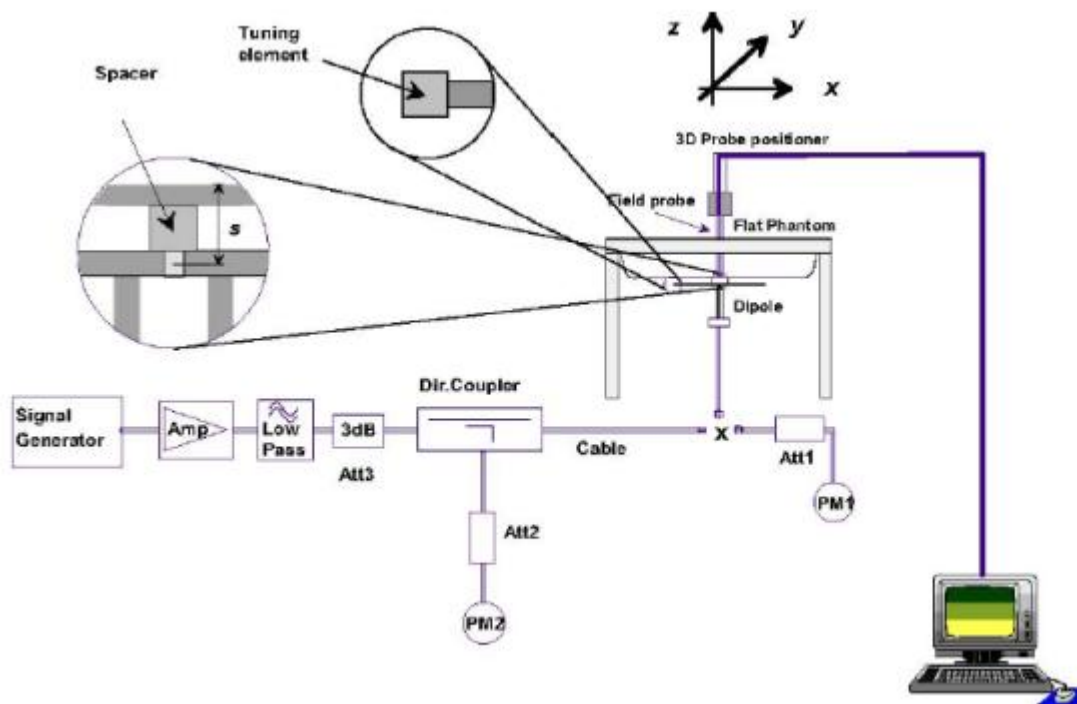 Tuning
element
Spacer
s
z
y
x
3D Probe positioner
Field probe
Flat Phantom
Dipole
Signal
Generator
Amp
Low
Pass
3dB
Att3
Dir.Coupler
Cable
x
Att1
PM1
Att2
PM2